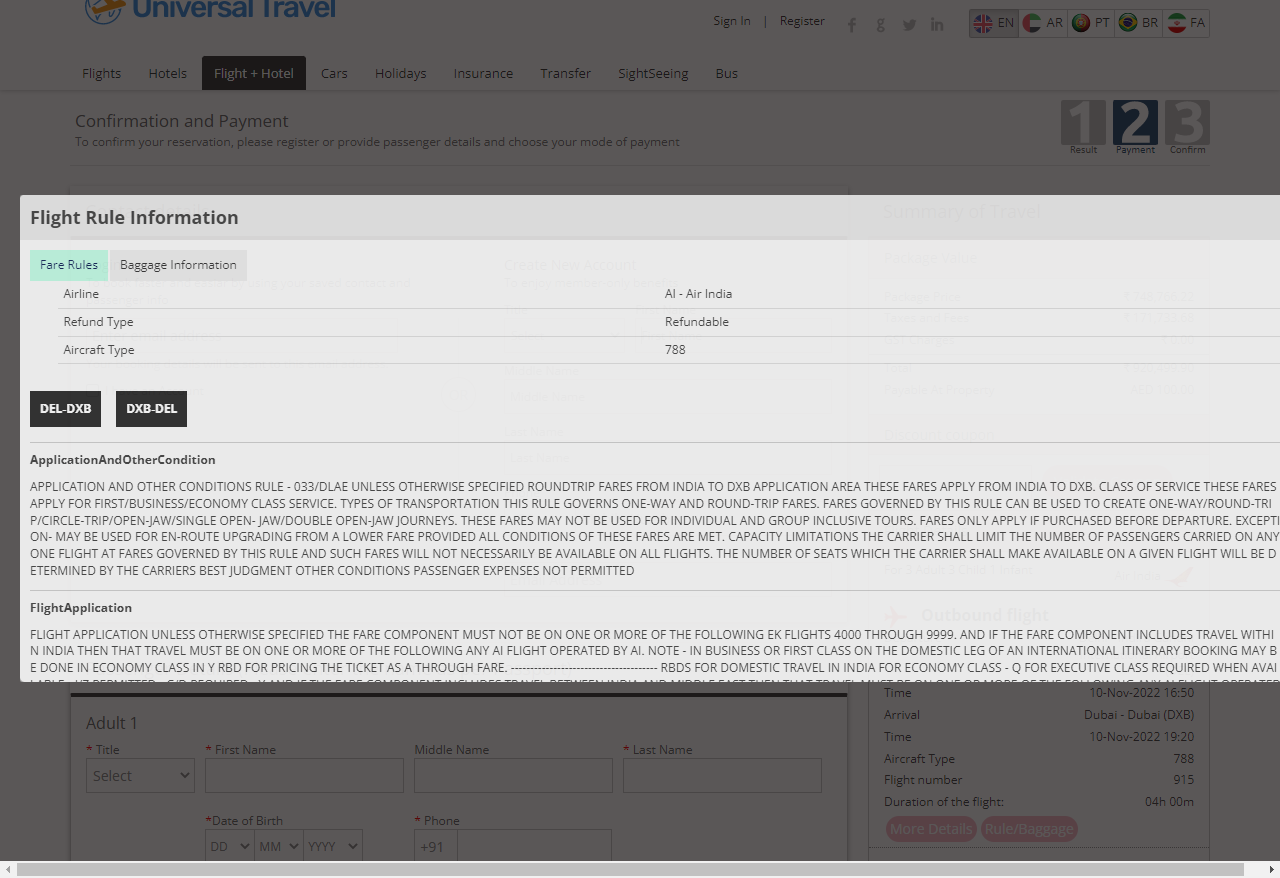 Universal Travel
Sign In | Register
EN AR PT BR FA
Flights Hotels Flight + Hotel Cars Holidays Insurance Transfer SightSeeing Bus
Confirmation and Payment
To confirm your reservation, please register or provide passenger details and choose your mode of payment
1 2 3
Result Payment Confirm
Flight Rule Information
Summary of Travel
Fare Rules Baggage Information
Create New Account
Airline AI - Air India
Refund Type Refundable
Aircraft Type 788
DEL-DXB DXB-DEL
ApplicationAndOtherCondition
APPLICATION AND OTHER CONDITIONS RULE - 033/DLAE UNLESS OTHERWISE SPECIFIED ROUNDTRIP FARES FROM INDIA TO DXB APPLICATION AREA THESE FARES APPLY FROM INDIA TO DXB. CLASS OF SERVICE THESE FARES
APPLY FOR FIRST/BUSINESS/ECONOMY CLASS SERVICE. TYPES OF TRANSPORTATION THIS RULE GOVERNS ONE-WAY AND ROUND-TRIP FARES. FARES GOVERNED BY THIS RULE CAN BE USED TO CREATE ONE-WAY/ROUND-TRI
P/CIRCLE-TRIP/OPEN-JAW/SINGLE OPEN- JAW/DOUBLE OPEN-JAW JOURNEYS. THESE FARES MAY NOT BE USED FOR INDIVIDUAL AND GROUP INCLUSIVE TOURS. FARES ONLY APPLY IF PURCHASED BEFORE DEPARTURE. EXCEPTI
ON- MAY BE USED FOR EN-ROUTE UPGRADING FROM A LOWER FARE PROVIDED ALL CONDITIONS OF THESE FARES ARE MET. CAPACITY LIMITATIONS THE CARRIER SHALL LIMIT THE NUMBER OF PASSENGERS CARRIED ON ANY
ONE FLIGHT AT FARES GOVERNED BY THIS RULE AND SUCH FARES WILL NOT NECESSARILY BE AVAILABLE ON ALL FLIGHTS. THE NUMBER OF SEATS WHICH THE CARRIER SHALL MAKE AVAILABLE ON A GIVEN FLIGHT WILL BE D
ETERMINED BY THE CARRIERS BEST JUDGMENT OTHER CONDITIONS PASSENGER EXPENSES NOT PERMITTED
FlightApplication
Outbound flight
FLIGHT APPLICATION UNLESS OTHERWISE SPECIFIED THE FARE COMPONENT MUST NOT BE ON ONE OR MORE OF THE FOLLOWING EK FLIGHTS 4000 THROUGH 9999. AND IF THE FARE COMPONENT INCLUDES TRAVEL WITHI
N INDIA THEN THAT TRAVEL MUST BE ON ONE OR MORE OF THE FOLLOWING ANY AI FLIGHT OPERATED BY AI. NOTE - IN BUSINESS OR FIRST CLASS ON THE DOMESTIC LEG OF AN INTERNATIONAL ITINERARY BOOKING MAY B
E DONE IN ECONOMY CLASS IN Y RBD FOR PRICING THE TICKET AS A THROUGH FARE. -------------------------------------- RBDS FOR DOMESTIC TRAVEL IN INDIA FOR ECONOMY CLASS - Q FOR EXECUTIVE CLASS REQUIRED WHEN AVAI
Time 10-Nov-2022 16:50
Arrival Dubai - Dubai (DXB)
Time 10-Nov-2022 19:20
Aircraft Type 788
Flight number 915
Duration of the flight: 04h 00m
More Details Rule/Baggage
Adult 1
* Title * First Name Middle Name * Last Name
Select
*Date of Birth * Phone
DD MM YYYY +91